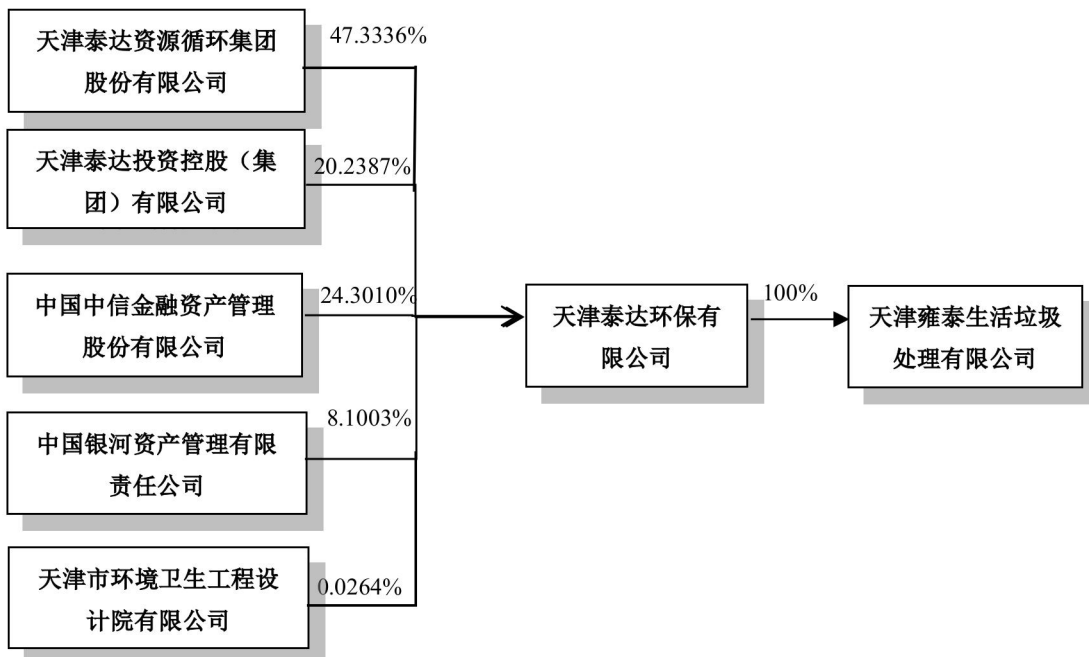 天津泰达资源循环集团
股份有限公司
47.3336%
天津泰达投资控股（集
团）有限公司
20.2387%
中国中信金融资产管理
股份有限公司
24.3010%
中国银河资产管理有限
责任公司
8.1003%
天津市环境卫生工程设
计院有限公司
0.0264%
天津泰达环保有
限公司
100%
天津雍泰生活垃圾
处理有限公司